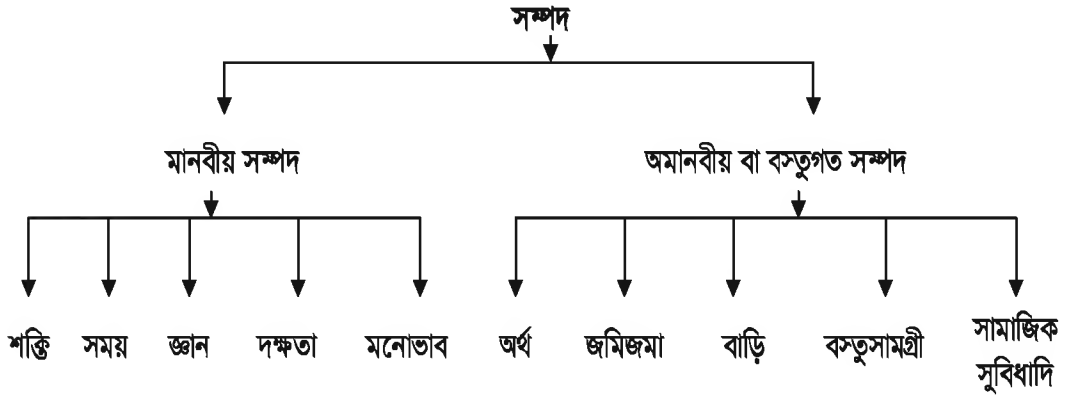 সম্পদ
মানবীয় সম্পদ
অমানবীয় বা বস্তুগত সম্পদ
শক্তি
সময়
জ্ঞান
দক্ষতা
মনোভাব
অর্থ
জমিজমা
বাড়ি
বস্তুসামগ্রী
সামাজিক
সুবিধাদি